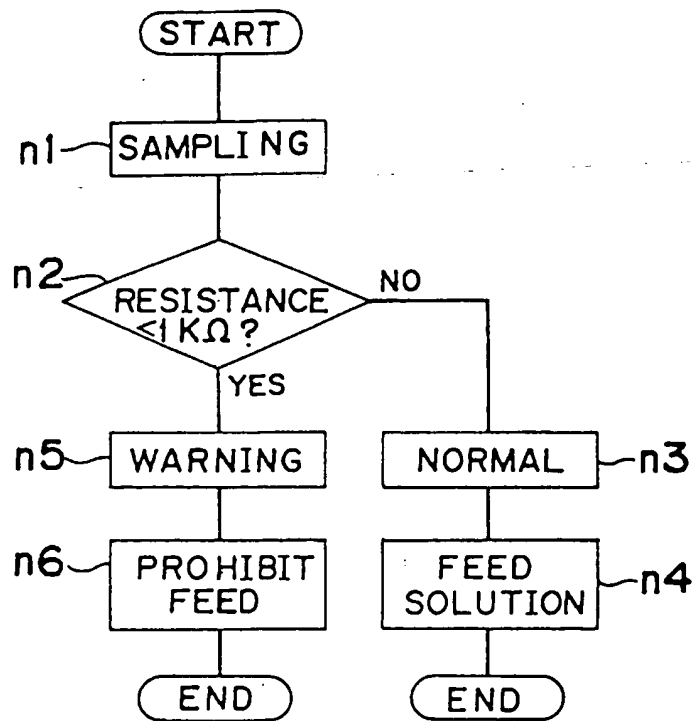 START
n1
SAMPLING
n2
RESISTANCE
<1 KΩ?
NO
YES
n5
WARNING
NORMAL
n3
n6
PROHIBIT
FEED
FEED
SOLUTION
n4
END
END